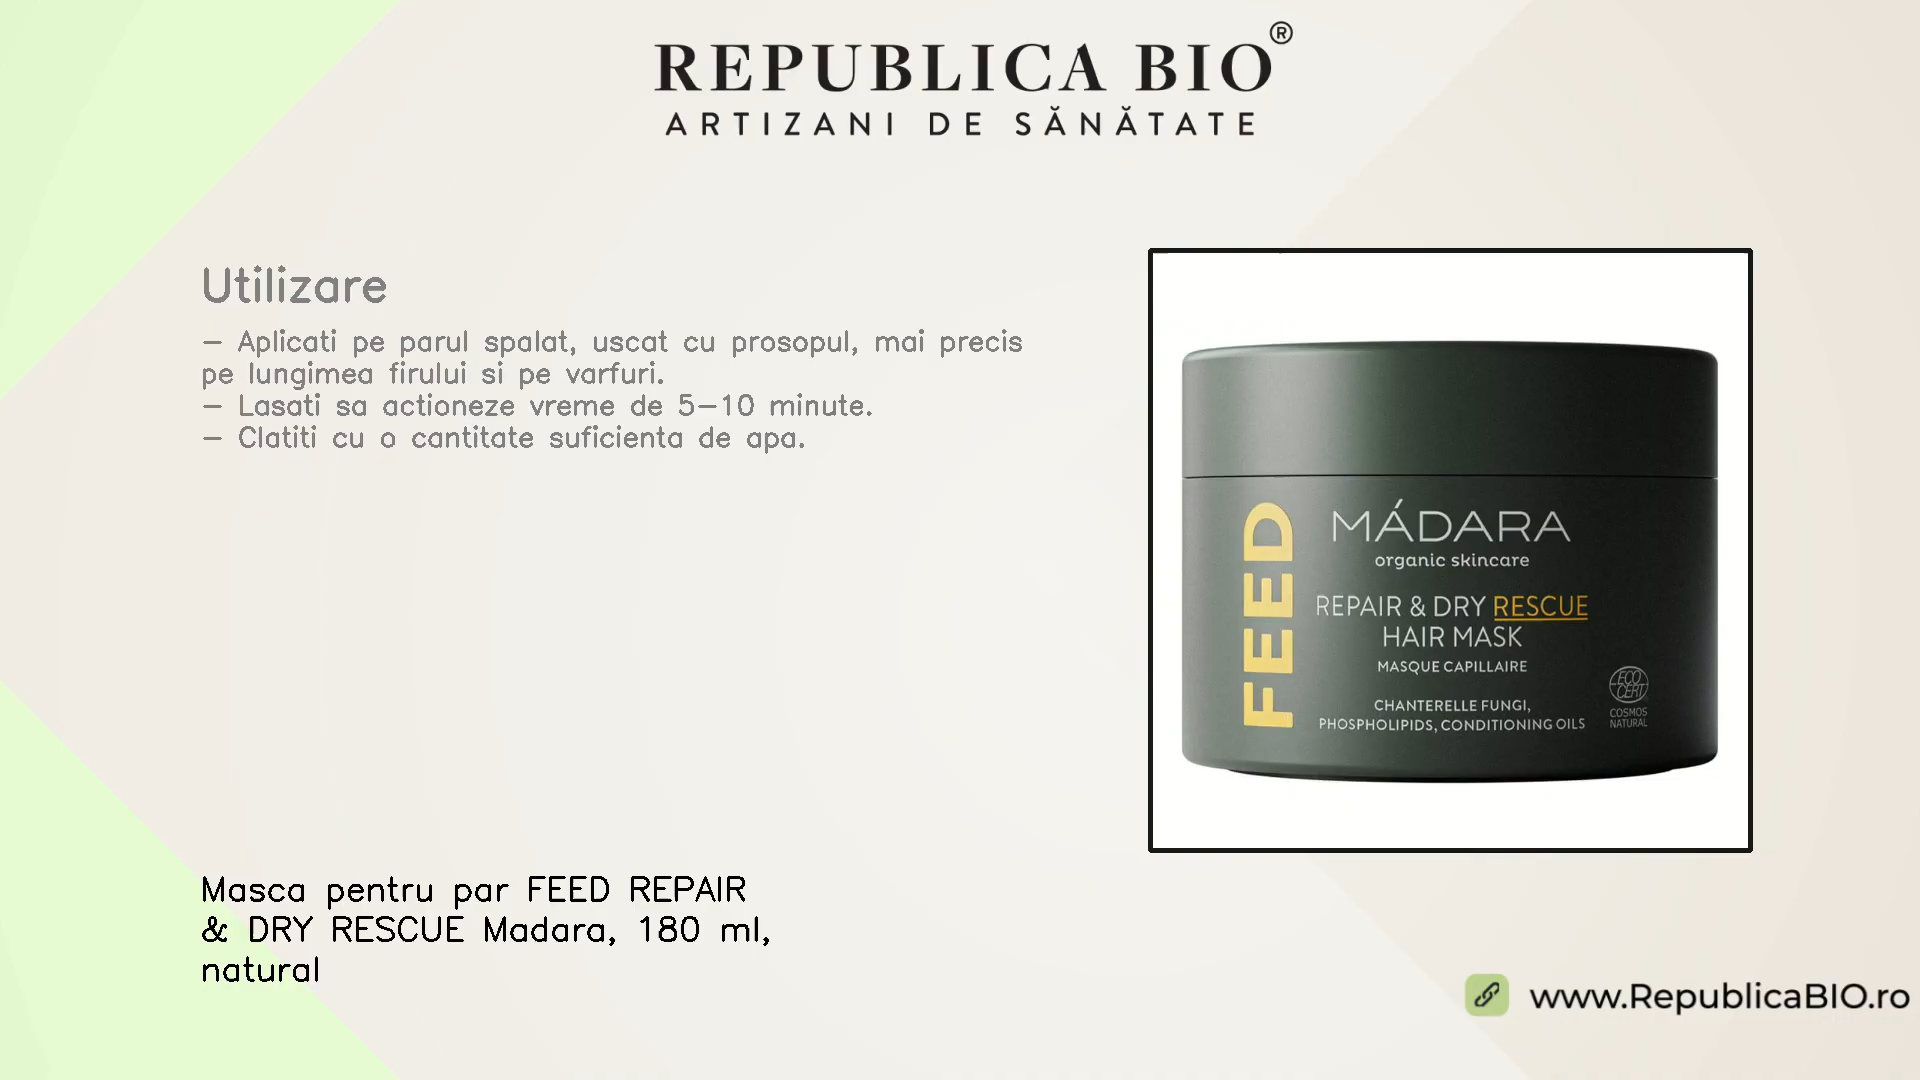 REPUBLICA BIO®
ARTIZANI DE SĂNĂTATE
Utilizare
- Aplicati pe parul spalat, uscat cu prosopul, mai precis
pe lungimea firului si pe varfuri.
- Lasati sa actioneze vreme de 5-10 minute.
- Clatiti cu o cantitate suficienta de apa.
FEED
MÁDARA
organic skincare
REPAIR & DRY RESCUE
HAIR MASK
MASQUE CAPILLAIRE
CHANTERELLE FUNGI,
PHOSPHOLIPIDS, CONDITIONING OILS
ECO
CERT
COSMOS
NATURAL
Masca pentru par FEED REPAIR
& DRY RESCUE Madara, 180 ml,
natural
www.RepublicaBIO.ro